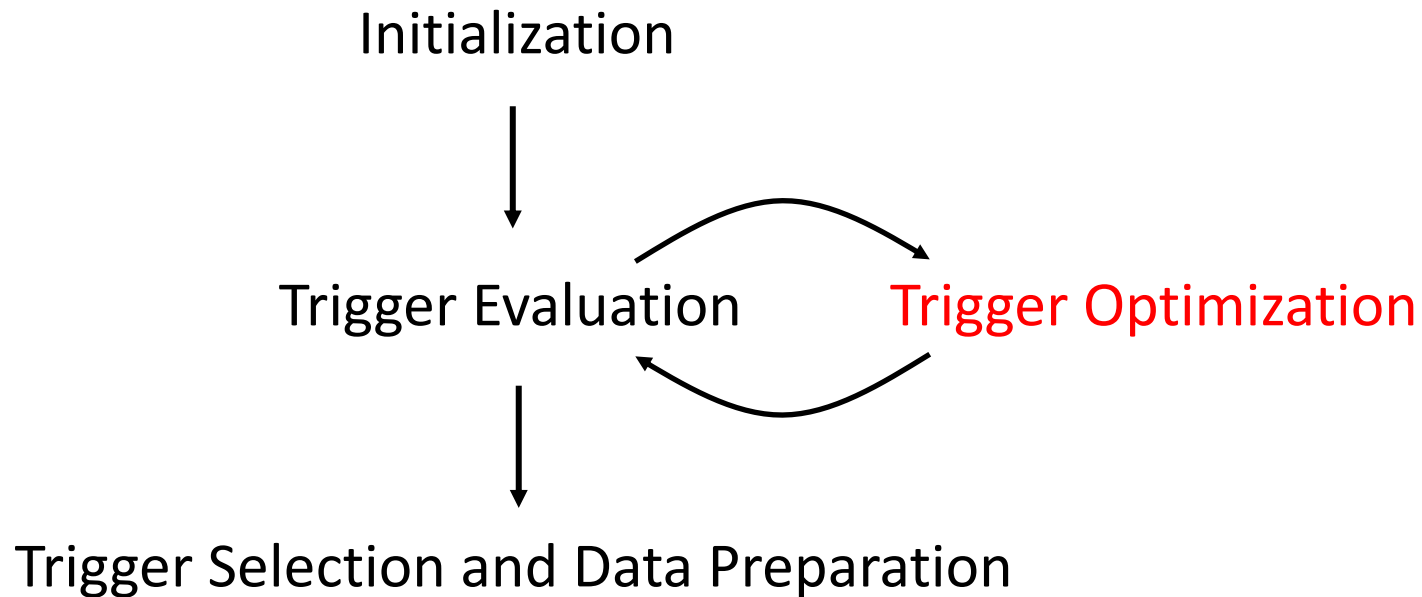 Initialization
Trigger Evaluation
Trigger Optimization
Trigger Selection and Data Preparation